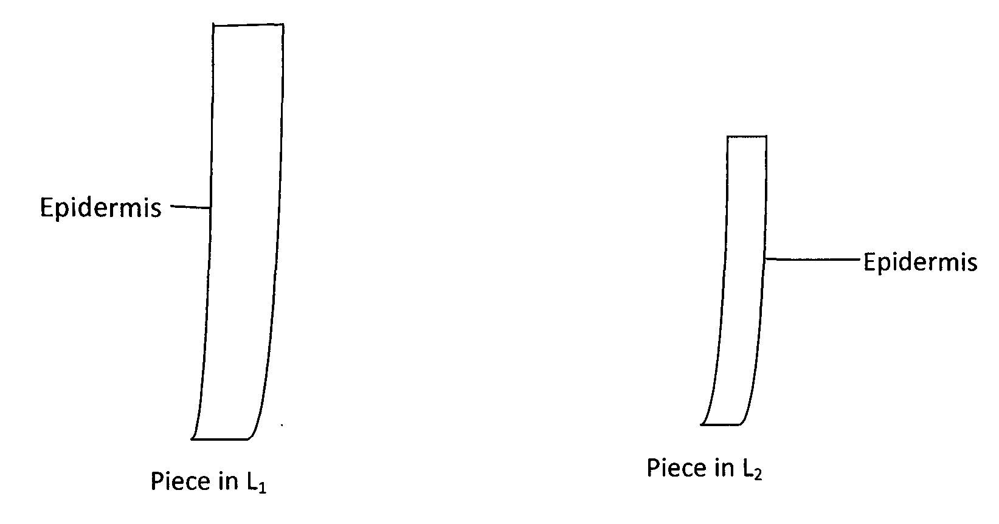 Epidermis
Epidermis
Piece in L₁
Piece in L₂